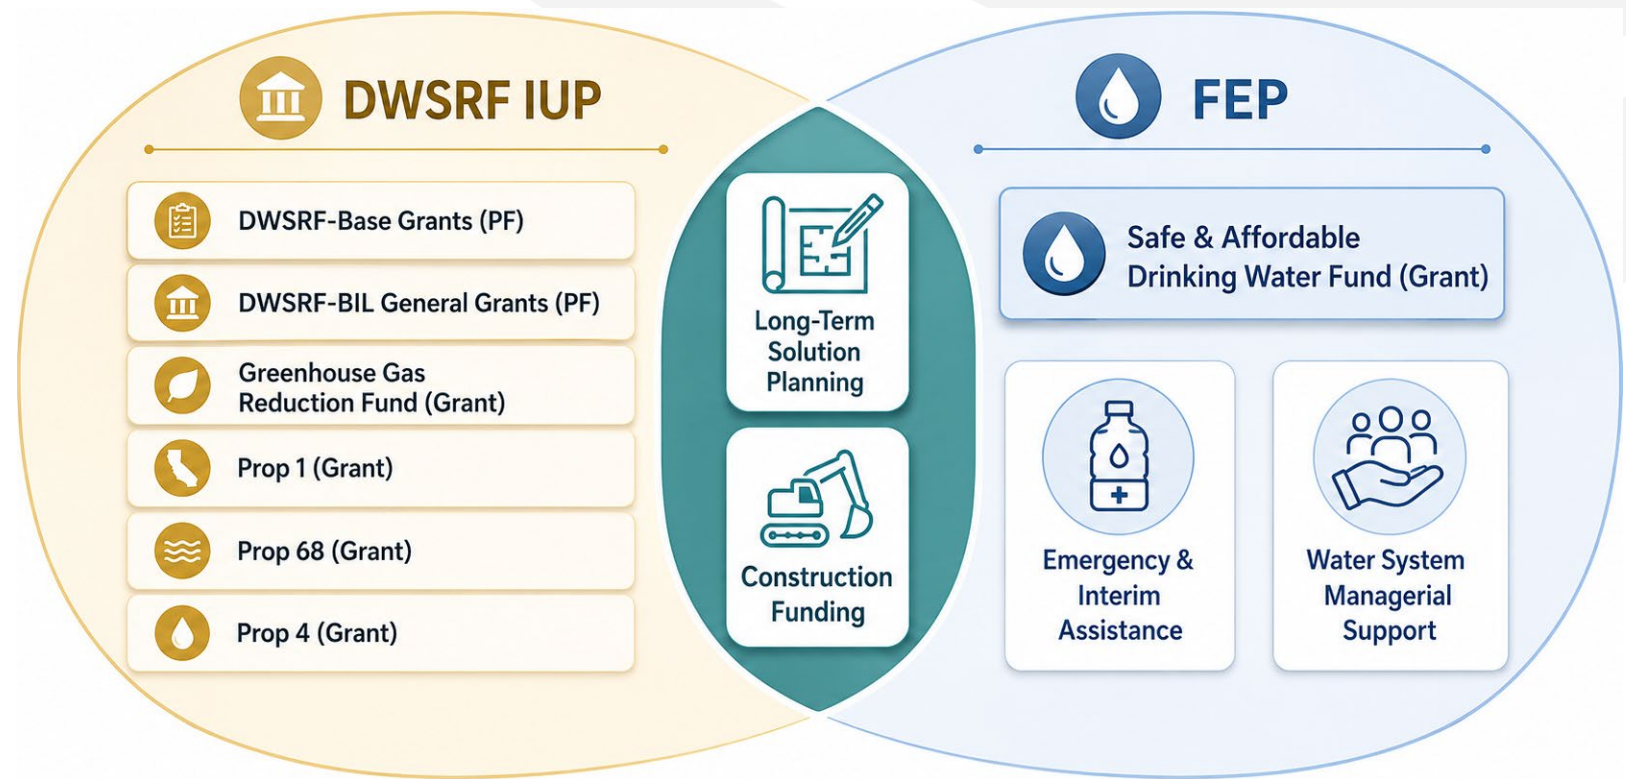 DWSRF IUP
DWSRF-Base Grants (PF)
DWSRF-BIL General Grants (PF)
Greenhouse Gas
Reduction Fund (Grant)
Prop 1 (Grant)
Prop 68 (Grant)
Prop 4 (Grant)
Long-Term
Solution
Planning
Construction
Funding
FEP
Safe & Affordable
Drinking Water Fund (Grant)
Emergency &
Interim
Assistance
Water System
Managerial
Support